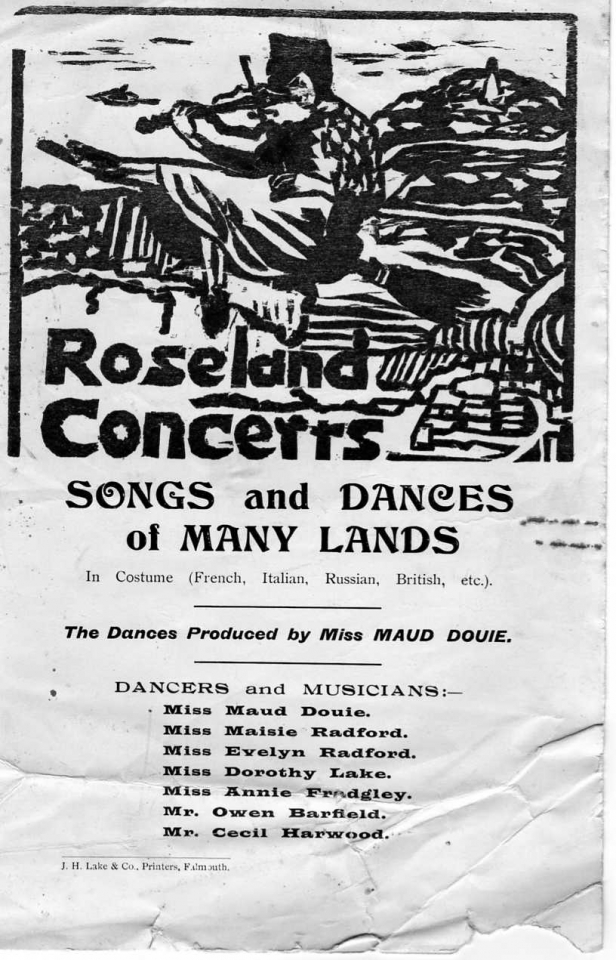 Roseland
Concerts
SONGS and DANCES
of MANY LANDS
In Costume (French, Italian, Russian, British, etc.).
The Dances Produced by Miss MAUD DOUIE.
DANCERS and MUSICIANS:—
Miss Maud Douie.
Miss Maisie Radford.
Miss Evelyn Radford.
Miss Dorothy Lake.
Miss Annie Fradgley.
Mr. Owen Barfield.
Mr. Cecil Harwood.
J. H. Lake & Co., Printers, Falmouth.